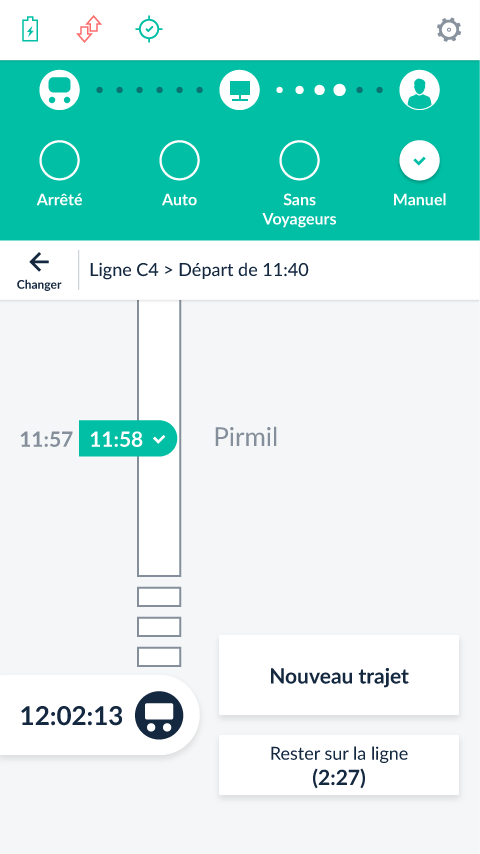 Arrêté
Auto
Sans
Voyageurs
Manuel
Changer
Ligne C4 > Départ de 11:40
11:57
11:58
Pirmil
Nouveau trajet
12:02:13
Rester sur la ligne
(2:27)